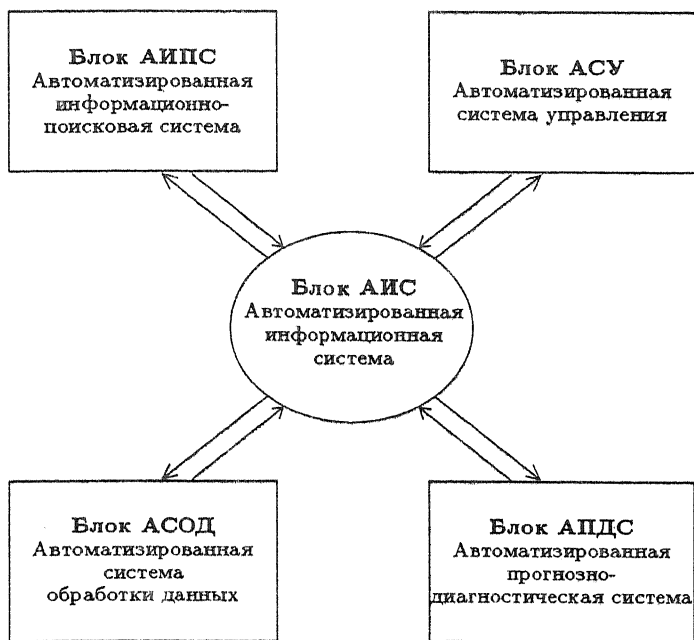 Блок АИПС
Автоматизированная
информационно-
поисковая система
Блок АСУ
Автоматизированная
система управления
Блок АИС
Автоматизированная
информационная
система
Блок АСОД
Автоматизированная
система
обработки данных
Блок АПДС
Автоматизированная
прогнозно-
диагностическая система